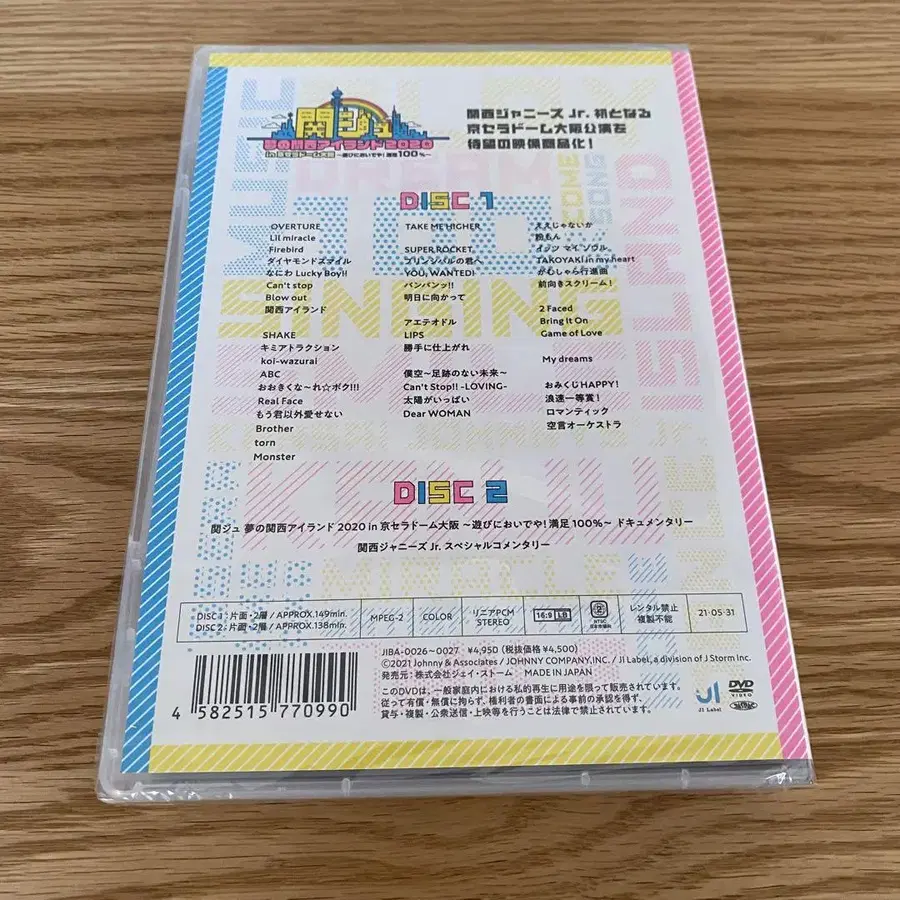 関ジュ
夢の関西アイランド2020
in 京セラドーム大阪 ~遊びにおいでや!満足100%~
関西ジャニーズ Jr. 初となる
京セラドーム大阪公演を
待望の映像商品化!
DISC 1
OVERTURE
Lil miracle
Firebird
ダイヤモンドスマイル
なにわ Lucky Boy!!
Can't stop
Blow out
関西アイランド
SHAKE
キミアトラクション
koi-wazurai
ABC
おおきくな〜れ☆ボク!!!
Real Face
もう君以外愛せない
Brother
torn
Monster
TAKE ME HIGHER
SUPER ROCKET
プリンシパルの君へ
YOU, WANTED!
バンバンッ!!
明日に向かって
アエテオドル
LIPS
勝手に仕上がれ
僕空〜足跡のない未来〜
Can't Stop!! -LOVING-
太陽がいっぱい
Dear WOMAN
ええじゃないか
粉もん
イッツ マイ ソウル
TAKOYAKI in my heart
がむしゃら行進曲
前向きスクリーム!
2 Faced
Bring It On
Game of Love
My dreams
おみくじHAPPY!
浪速一等賞!
ロマンティック
空言オーケストラ
DISC 2
関ジュ 夢の関西アイランド 2020 in 京セラドーム大阪 〜遊びにおいでや! 満足 100%〜 ドキュメンタリー
関西ジャニーズ Jr. スペシャルコメンタリー
DISC 1:片面・2層 / APPROX.149min.
DISC 2:片面・2層 / APPROX.138min.
MPEG-2
COLOR
リニアPCM
STEREO
16:9 LB
2
NTSC
日本市場向
レンタル禁止
複製不能
21・05・31
JIBA-0026~0027 ¥4,950 (税抜価格 ¥4,500)
©2021 Johnny & Associates / JOHNNY COMPANY,INC. / Ji Label, a division of J Storm Inc.
発売元:株式会社ジェイ・ストーム MADE IN JAPAN
このDVDは、一般家庭内における私的再生に用途を限って販売されています。
従って有償・無償に拘らず、権利者の書面による事前の承諾を得ず、
貸与・複製・公衆送信・上映等を行うことは法律で禁止されています。
4 582515 770990
Ji Label
DVD
VIDEO